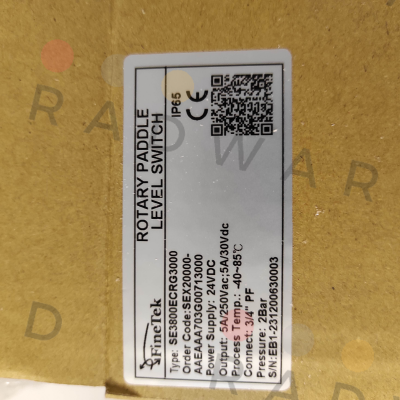 FineTek
ROTARY PADDLE
LEVEL SWITCH
IP65
CE
Type: SE3800ECRG3000
Order Code: SEX20000-
AAEAAA703G00713000
Power Supply: 24VDC
Output: 5A/250Vac;5A/30Vdc
Process Temp.: -40~85℃
Connect: 3/4" PF
Pressure: 2Bar
S/N:EB1-231200630003
RADWAR